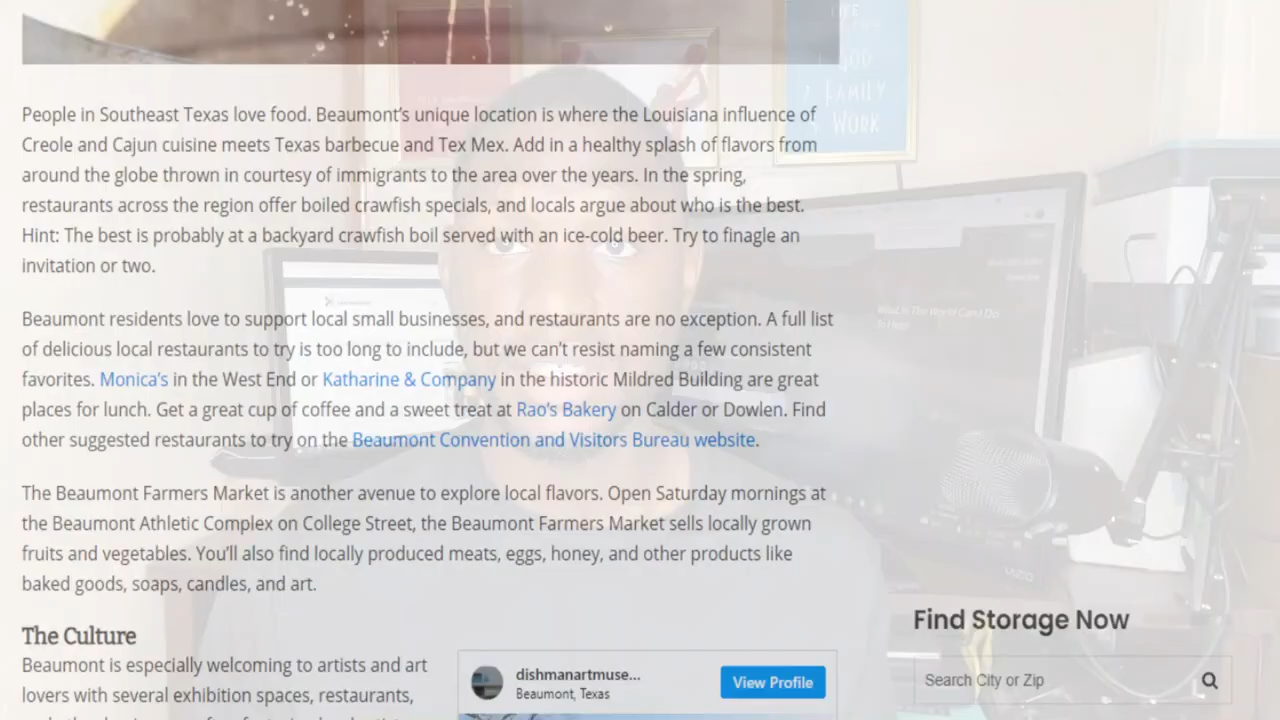 LIFE
GOD
FAMILY
WORK
People in Southeast Texas love food. Beaumont’s unique location is where the Louisiana influence of
Creole and Cajun cuisine meets Texas barbecue and Tex Mex. Add in a healthy splash of flavors from
around the globe thrown in courtesy of immigrants to the area over the years. In the spring,
restaurants across the region offer boiled crawfish specials, and locals argue about who is the best.
Hint: The best is probably at a backyard crawfish boil served with an ice-cold beer. Try to finagle an
invitation or two.
Beaumont residents love to support local small businesses, and restaurants are no exception. A full list
of delicious local restaurants to try is too long to include, but we can’t resist naming a few consistent
favorites. Monica’s in the West End or Katharine & Company in the historic Mildred Building are great
places for lunch. Get a great cup of coffee and a sweet treat at Rao’s Bakery on Calder or Dowlen. Find
other suggested restaurants to try on the Beaumont Convention and Visitors Bureau website.
The Beaumont Farmers Market is another avenue to explore local flavors. Open Saturday mornings at
the Beaumont Athletic Complex on College Street, the Beaumont Farmers Market sells locally grown
fruits and vegetables. You’ll also find locally produced meats, eggs, honey, and other products like
baked goods, soaps, candles, and art.
The Culture
Beaumont is especially welcoming to artists and art
lovers with several exhibition spaces, restaurants,
dishmanartmuse...
Beaumont, Texas
View Profile
What In The World Can I Do
To Help
VIZIO
Find Storage Now
Search City or Zip